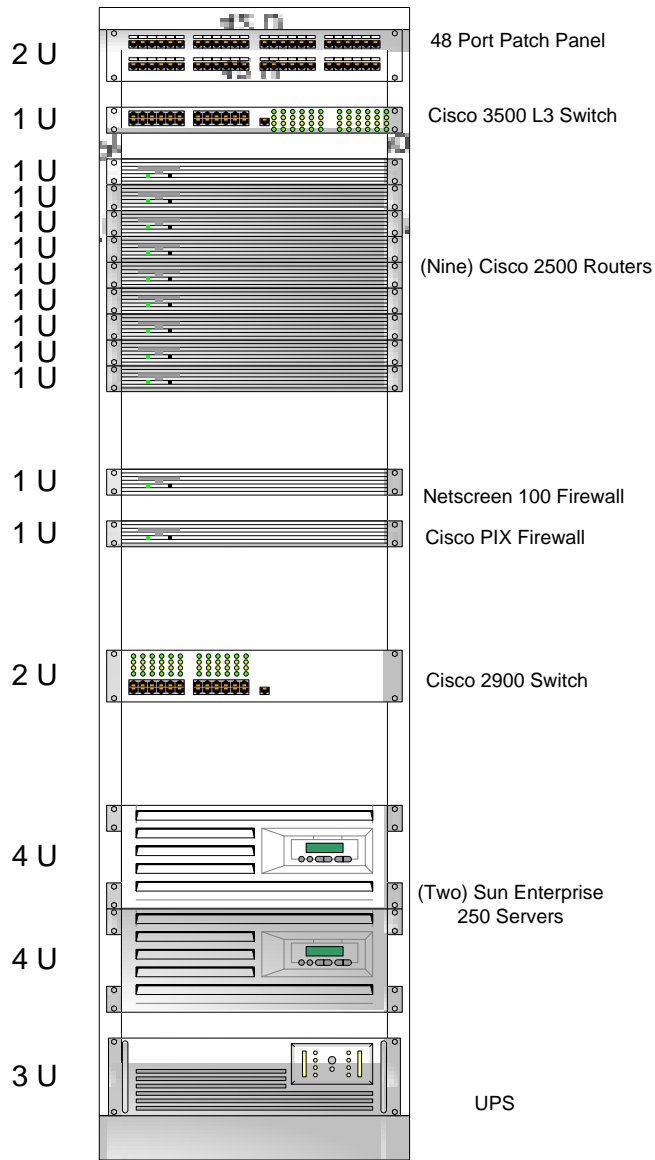 2 U
48 Port Patch Panel
1 U
Cisco 3500 L3 Switch
1 U
1 U
1 U
1 U
1 U
1 U
1 U
1 U
1 U
(Nine) Cisco 2500 Routers
1 U
Netscreen 100 Firewall
1 U
Cisco PIX Firewall
2 U
Cisco 2900 Switch
4 U
(Two) Sun Enterprise
250 Servers
4 U
3 U
UPS